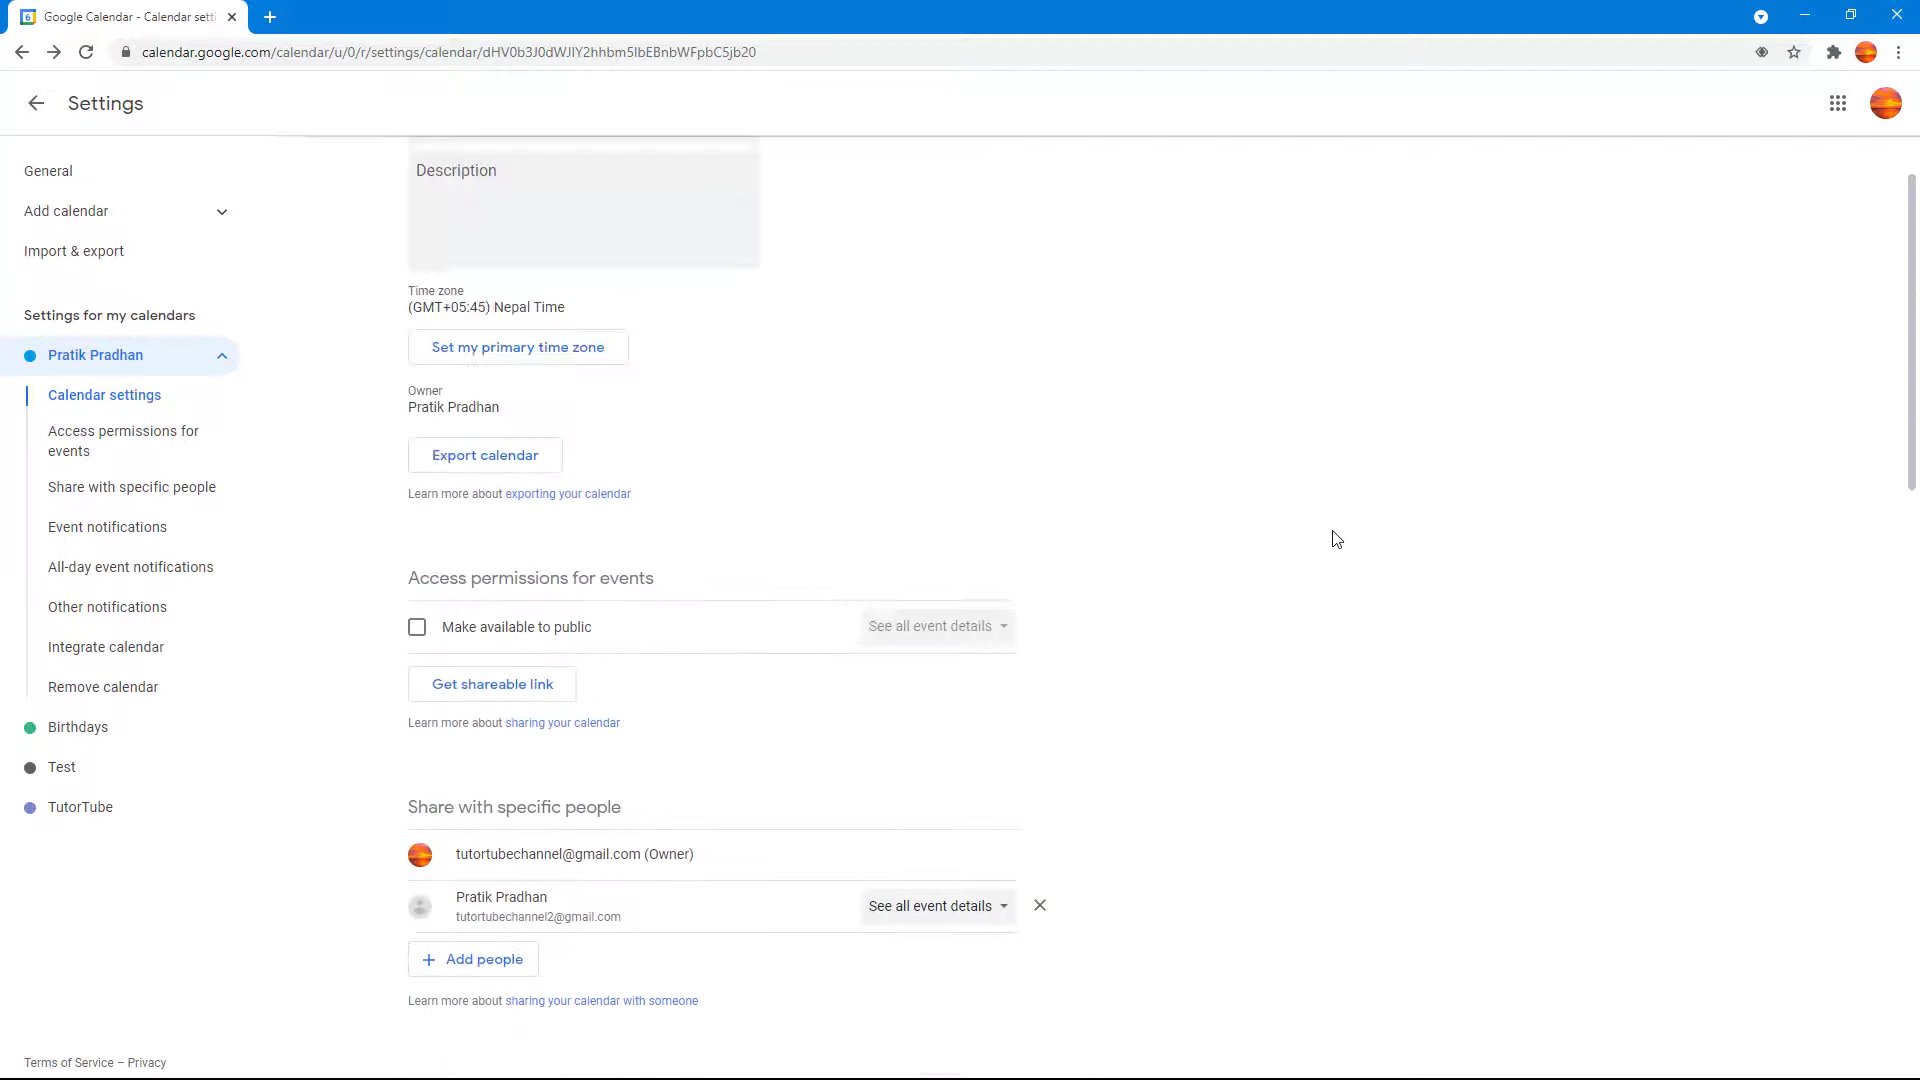 Google Calendar - Calendar sett
calendar.google.com/calendar/u/0/r/settings/calendar/dHV0b3J0dWJlY2hhbm5lbEBnbWFpbC5jb20
Settings
General
Add calendar
Import & export
Settings for my calendars
Pratik Pradhan
Calendar settings
Access permissions for
events
Share with specific people
Event notifications
All-day event notifications
Other notifications
Integrate calendar
Remove calendar
Birthdays
Test
TutorTube
Terms of Service – Privacy
Description
Time zone
(GMT+05:45) Nepal Time
Set my primary time zone
Owner
Pratik Pradhan
Export calendar
Learn more about exporting your calendar
Access permissions for events
Make available to public
See all event details
Get shareable link
Learn more about sharing your calendar
Share with specific people
tutortubechannel@gmail.com (Owner)
Pratik Pradhan
tutortubechannel2@gmail.com
See all event details
Add people
Learn more about sharing your calendar with someone